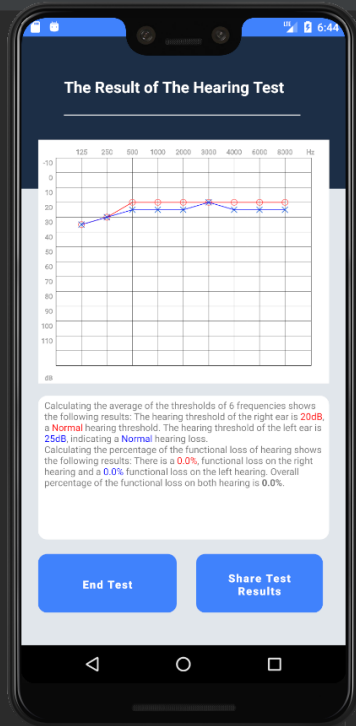 LTE 6:44
The Result of The Hearing Test
125 250 500 1000 2000 3000 4000 6000 8000 Hz
-10
0
10
20
30
40
50
60
70
80
90
100
110
dB
Calculating the average of the thresholds of 6 frequencies shows
the following results: The hearing threshold of the right ear is 20dB,
a Normal hearing threshold. The hearing threshold of the left ear is
25dB, indicating a Normal hearing loss.
Calculating the percentage of the functional loss of hearing shows
the following results: There is a 0.0%, functional loss on the right
hearing and a 0.0% functional loss on the left hearing. Overall
percentage of the functional loss on both hearing is 0.0%.
End Test
Share Test
Results